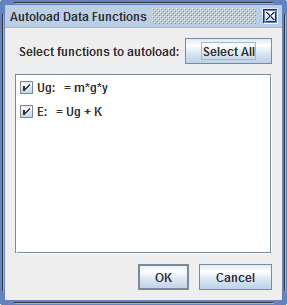 Autoload Data Functions
Select functions to autoload: Select All
Ug: = m*g*y
E: = Ug + K
OK Cancel